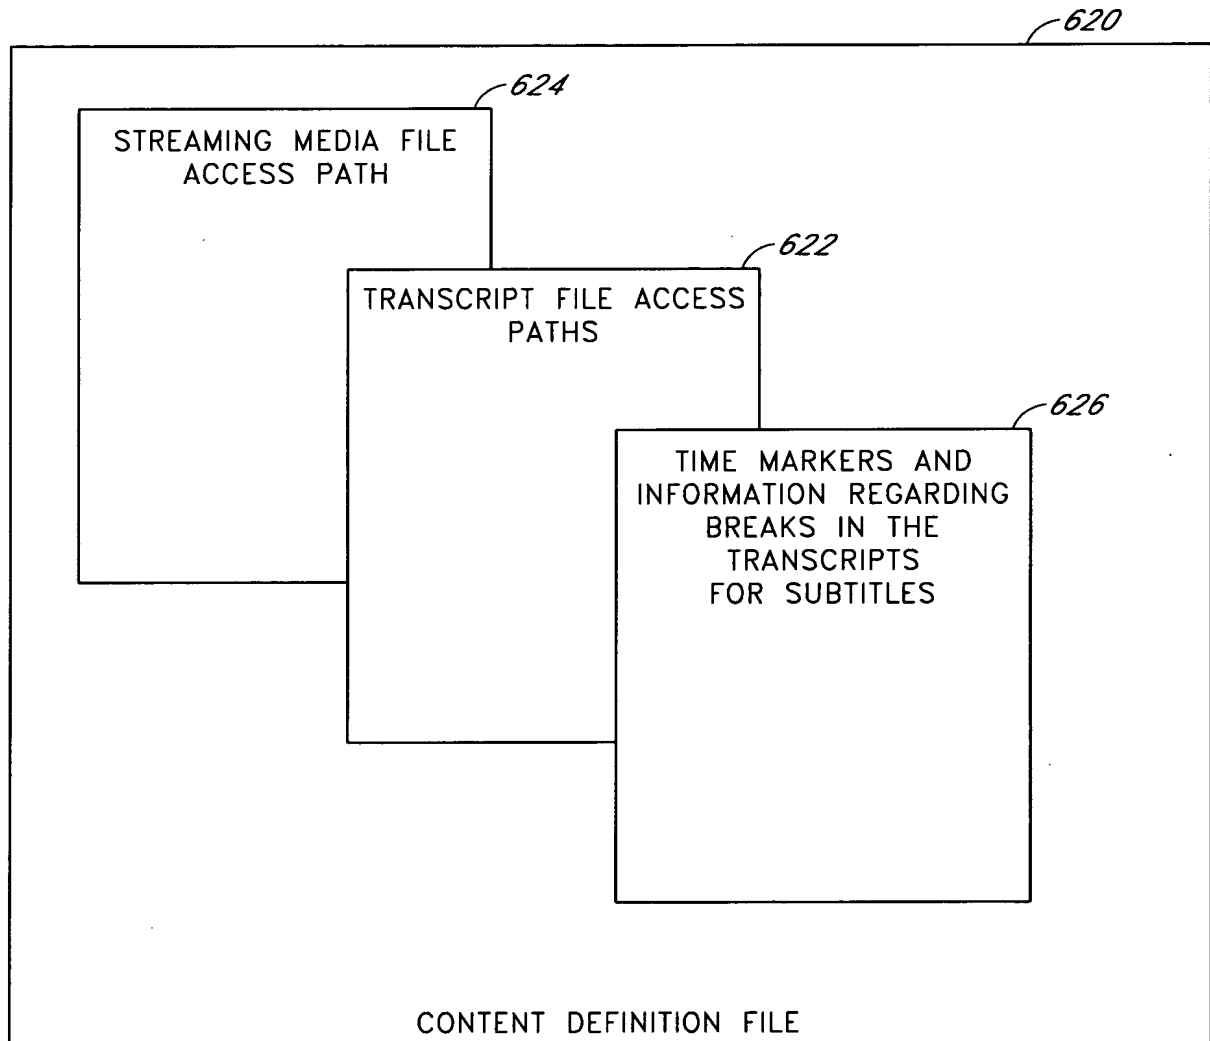 620
624
STREAMING MEDIA FILE
ACCESS PATH
622
TRANSCRIPT FILE ACCESS
PATHS
626
TIME MARKERS AND
INFORMATION REGARDING
BREAKS IN THE
TRANSCRIPTS
FOR SUBTITLES
CONTENT DEFINITION FILE